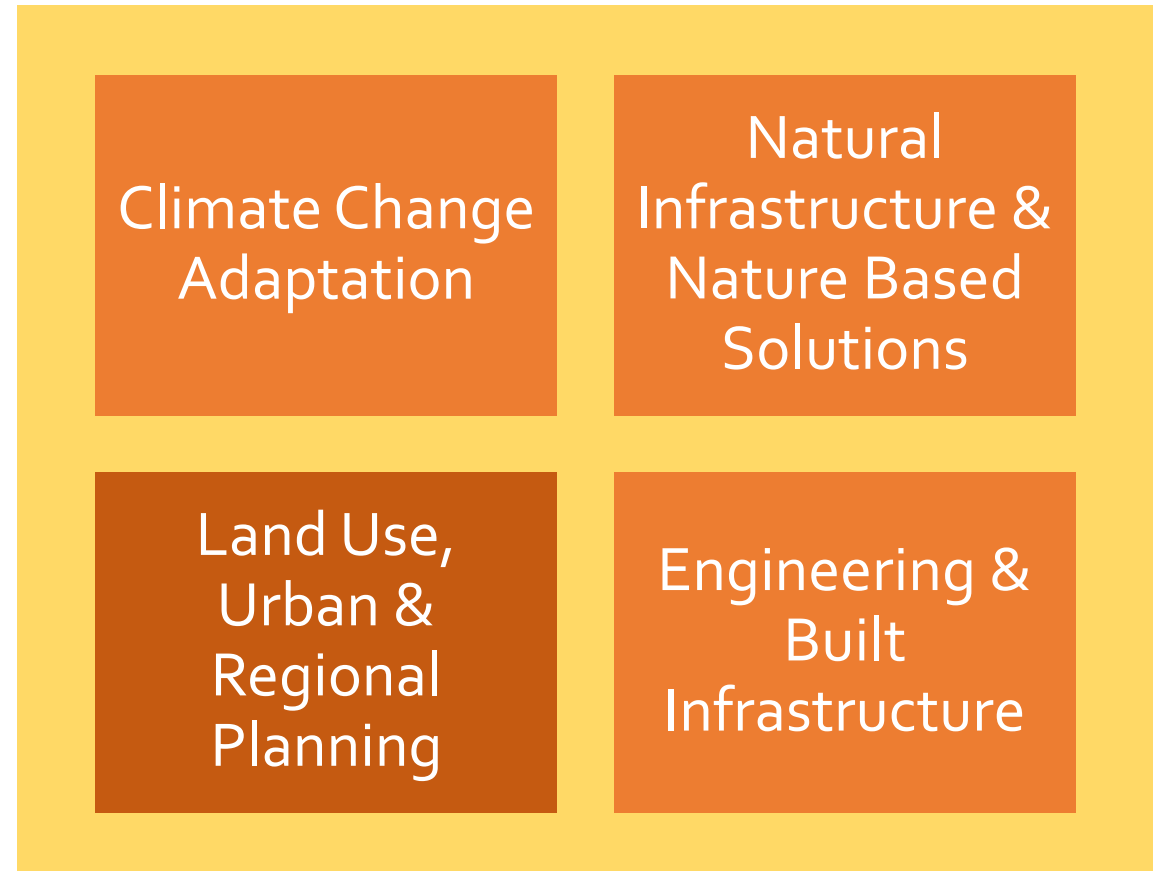 Climate Change
Adaptation
Natural
Infrastructure &
Nature Based
Solutions
Land Use,
Urban &
Regional
Planning
Engineering &
Built
Infrastructure